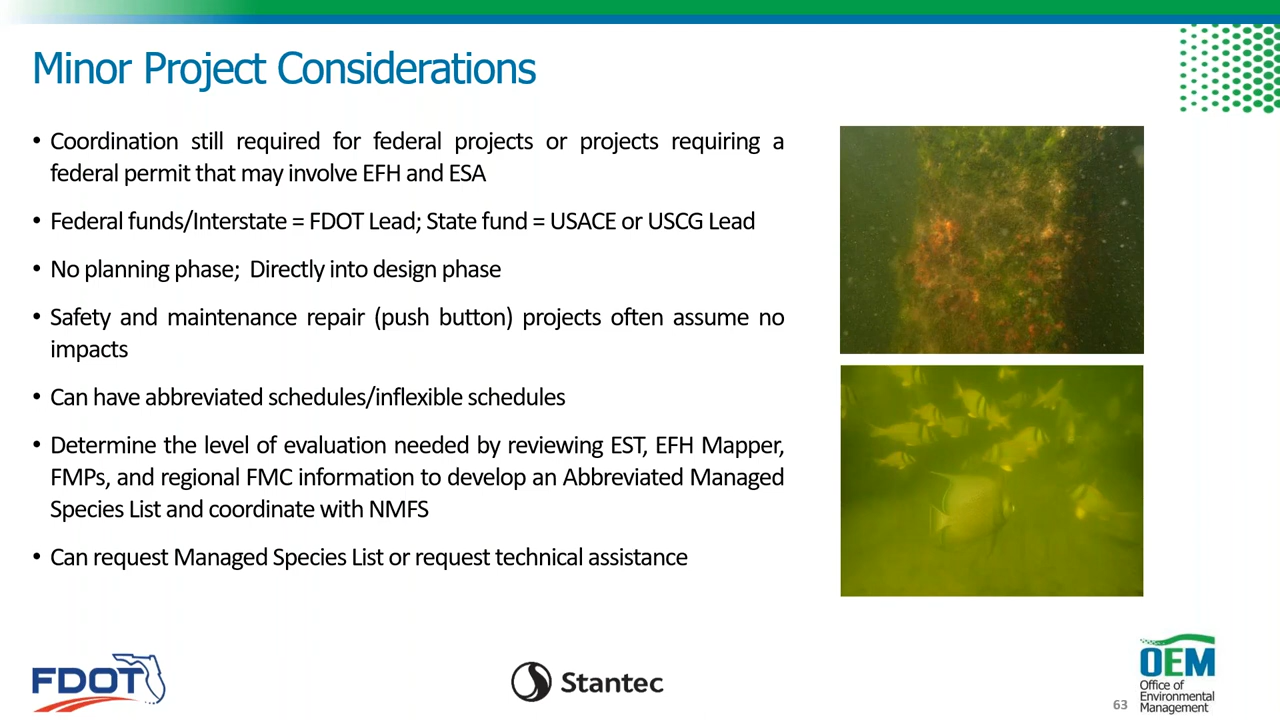 Minor Project Considerations
• Coordination still required for federal projects or projects requiring a
federal permit that may involve EFH and ESA
• Federal funds/Interstate = FDOT Lead; State fund = USACE or USCG Lead
• No planning phase; Directly into design phase
• Safety and maintenance repair (push button) projects often assume no
impacts
• Can have abbreviated schedules/inflexible schedules
• Determine the level of evaluation needed by reviewing EST, EFH Mapper,
FMPs, and regional FMC information to develop an Abbreviated Managed
Species List and coordinate with NMFS
• Can request Managed Species List or request technical assistance
FDOT
Stantec
63
OEM
Office of
Environmental
Management